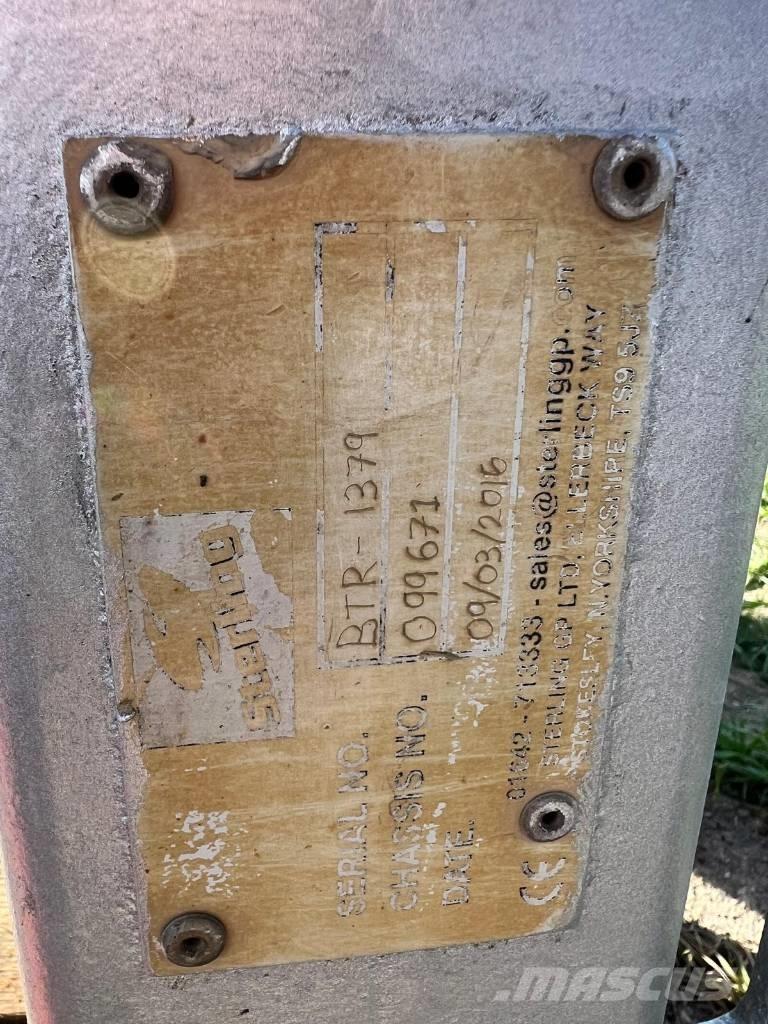 Sterling
SERIAL NO. BTR-1379
CHASSIS NO. 099671
DATE. 09/03/2016
01642 - 713333 - sales@sterlinggp.com
STERLING GP LTD, ELLERBECK WAY
STOKESLEY, N.YORKSHIRE, TS9 5JZ
CE
MASCUS